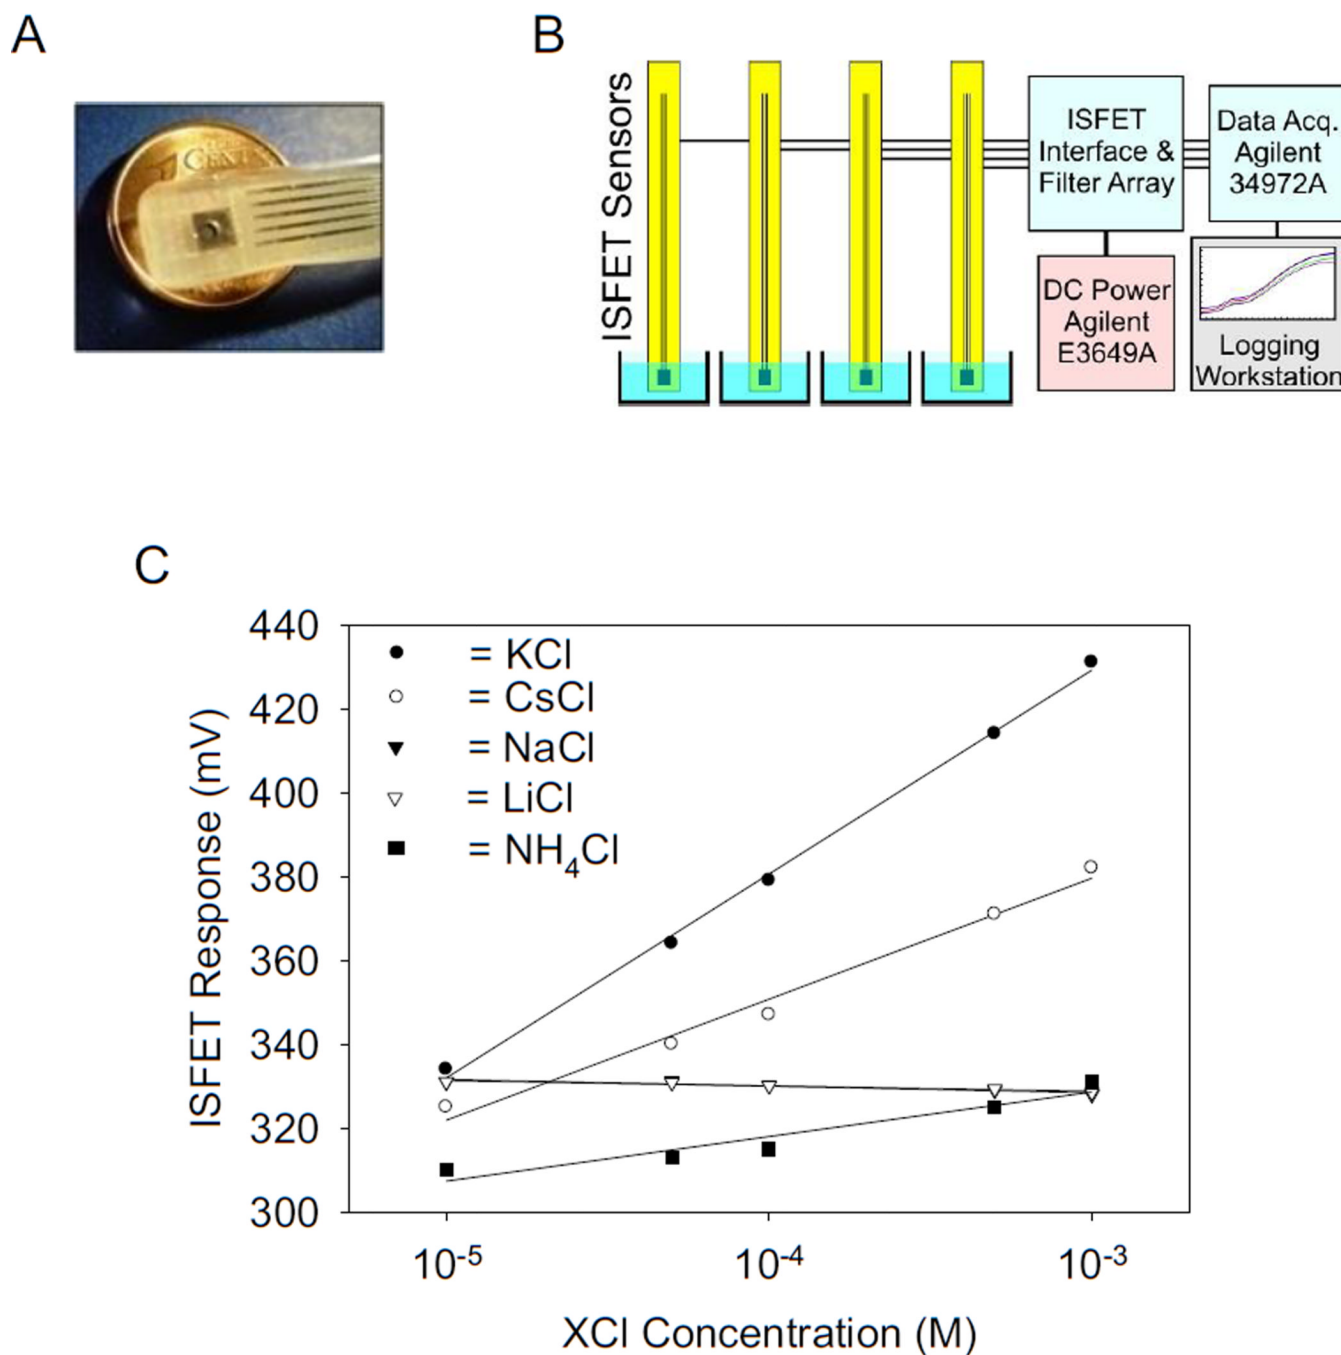 A
B
CENT
ISFET Sensors
ISFET
Interface &
Filter Array
Data Acq.
Agilent
34972A
DC Power
Agilent
E3649A
Logging
Workstation
C
ISFET Response (mV)
440
420
400
380
360
340
320
300
= KCl
= CsCl
= NaCl
= LiCl
= NH₄Cl
10⁻⁵
10⁻⁴
10⁻³
XCl Concentration (M)